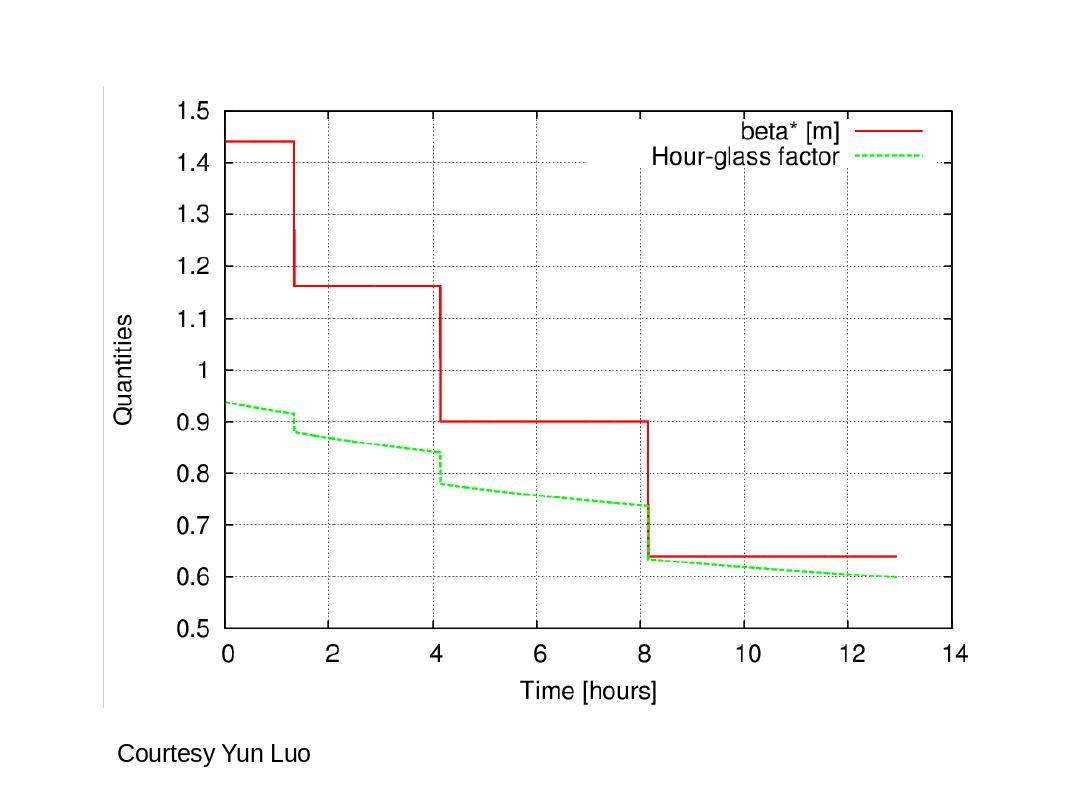 1.5
1.4
1.3
1.2
1.1
1
0.9
0.8
0.7
0.6
0.5
Quantities
beta* [m]
Hour-glass factor
0 2 4 6 8 10 12 14
Time [hours]
Courtesy Yun Luo